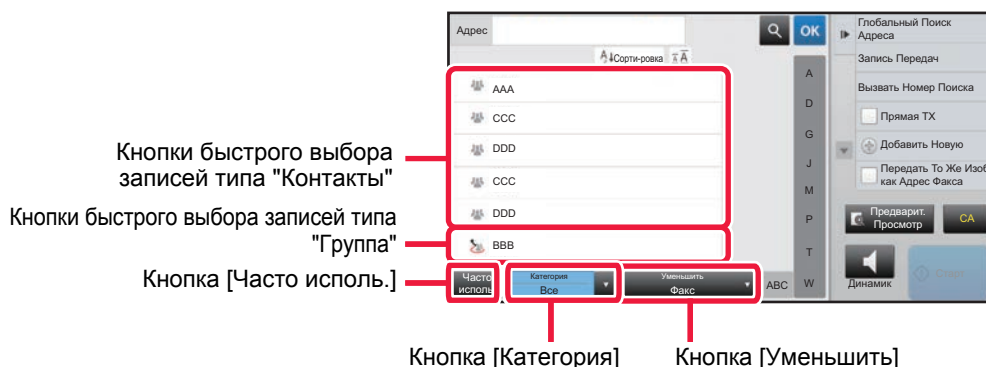 Адрес
OK
Сорти-ровка
AAA
CCC
DDD
CCC
DDD
BBB
A
D
G
J
M
P
T
W
ABC
Часто
исполь
Категория
Все
Уменьшить
Факс
Глобальный Поиск
Адреса
Запись Передач
Вызвать Номер Поиска
Прямая TX
Добавить Новую
Передать То Же Изоб
как Адрес Факса
Предварит.
Просмотр
CA
Динамик
Старт
Кнопки быстрого выбора
записей типа "Контакты"
Кнопки быстрого выбора записей типа
"Группа"
Кнопка [Часто исполь.]
Кнопка [Категория]
Кнопка [Уменьшить]